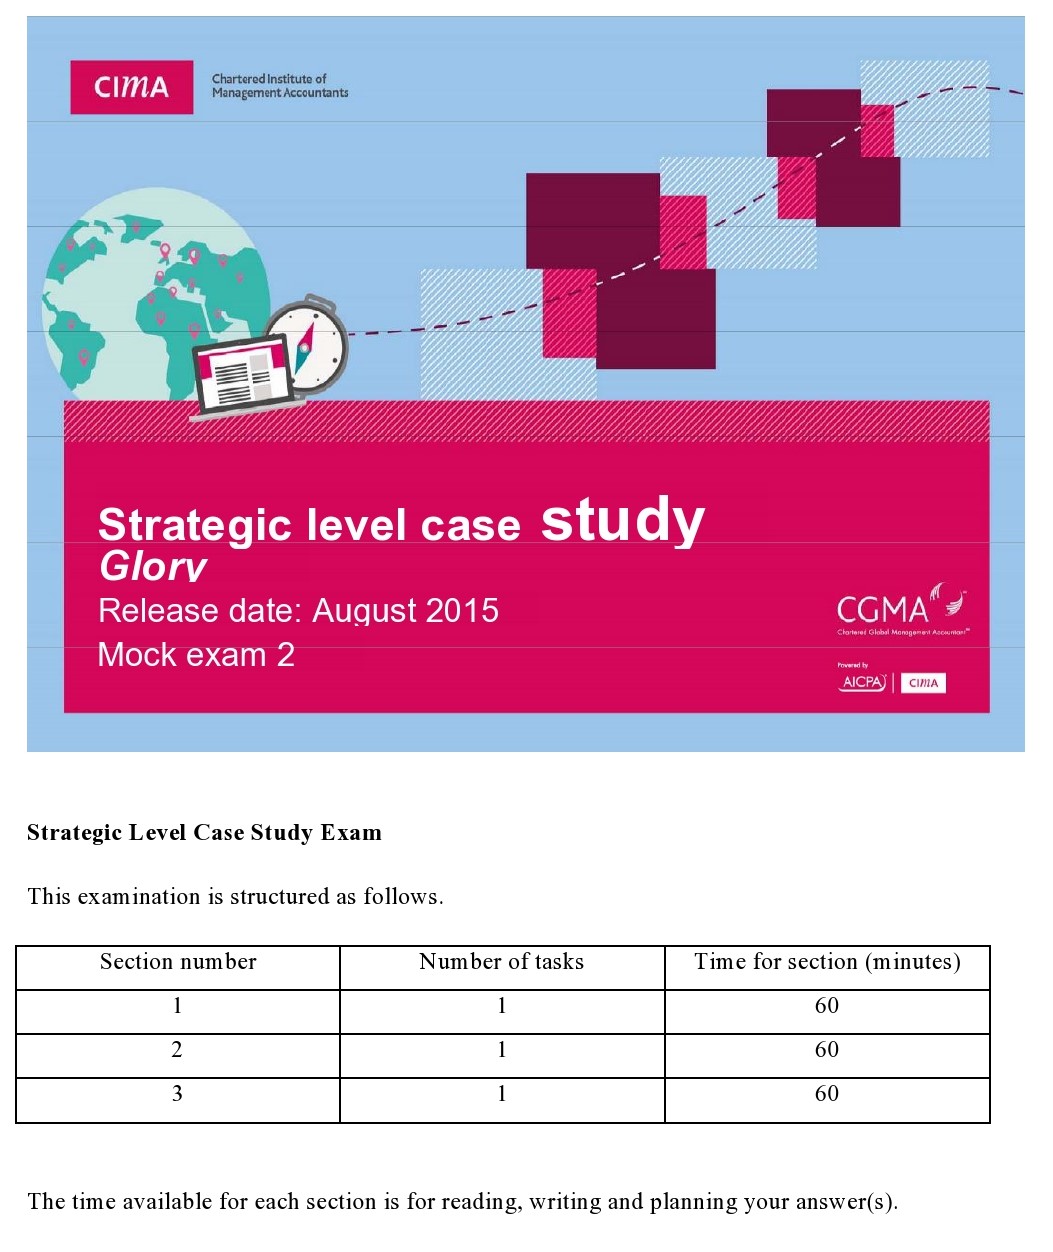 CIMA
Chartered Institute of
Management Accountants
Strategic level case study
Glory
Release date: August 2015
Mock exam 2
CGMA
Chartered Global Management Accountant
Powered by
AICPA | CIMA
Strategic Level Case Study Exam
This examination is structured as follows.
Section number Number of tasks Time for section (minutes)
1 1 60
2 1 60
3 1 60
The time available for each section is for reading, writing and planning your answer(s).